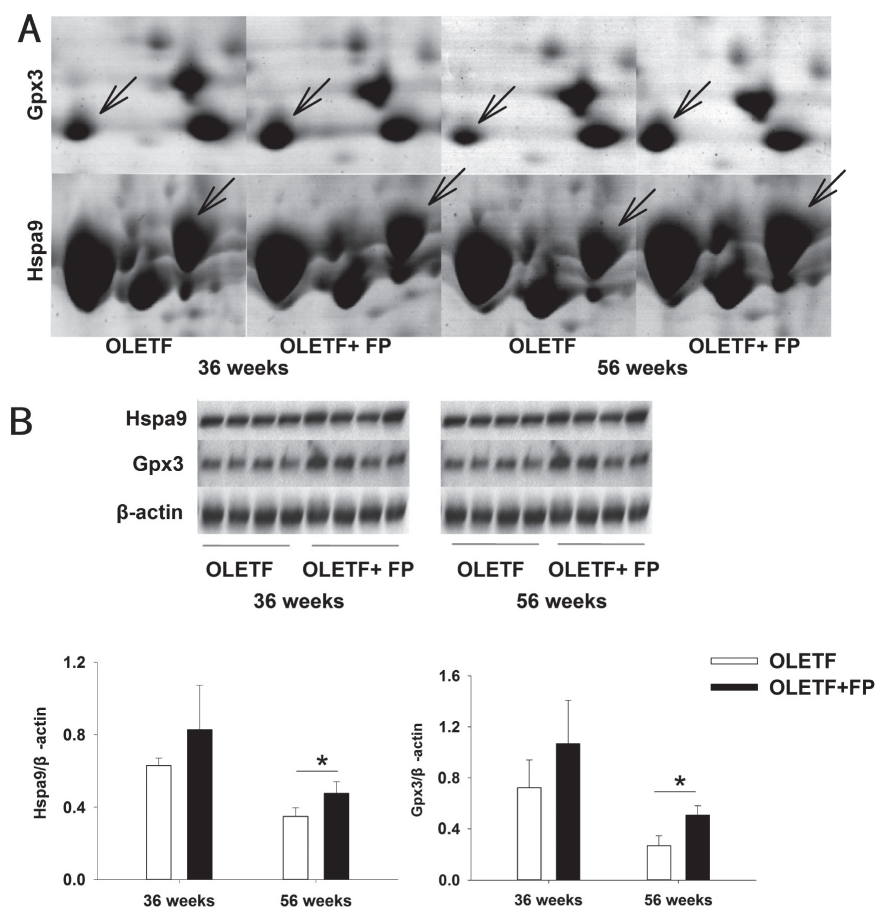 A
Gpx3
Hspa9
OLETF OLETF+ FP OLETF OLETF+ FP
36 weeks 56 weeks
B
Hspa9
Gpx3
β-actin
OLETF OLETF+ FP OLETF OLETF+ FP
36 weeks 56 weeks
OLETF
OLETF+FP
Hspa9/β -actin
1.2
0.8
0.4
0.0
*
36 weeks 56 weeks
Gpx3/β -actin
1.6
1.2
0.8
0.4
0.0
*
36 weeks 56 weeks